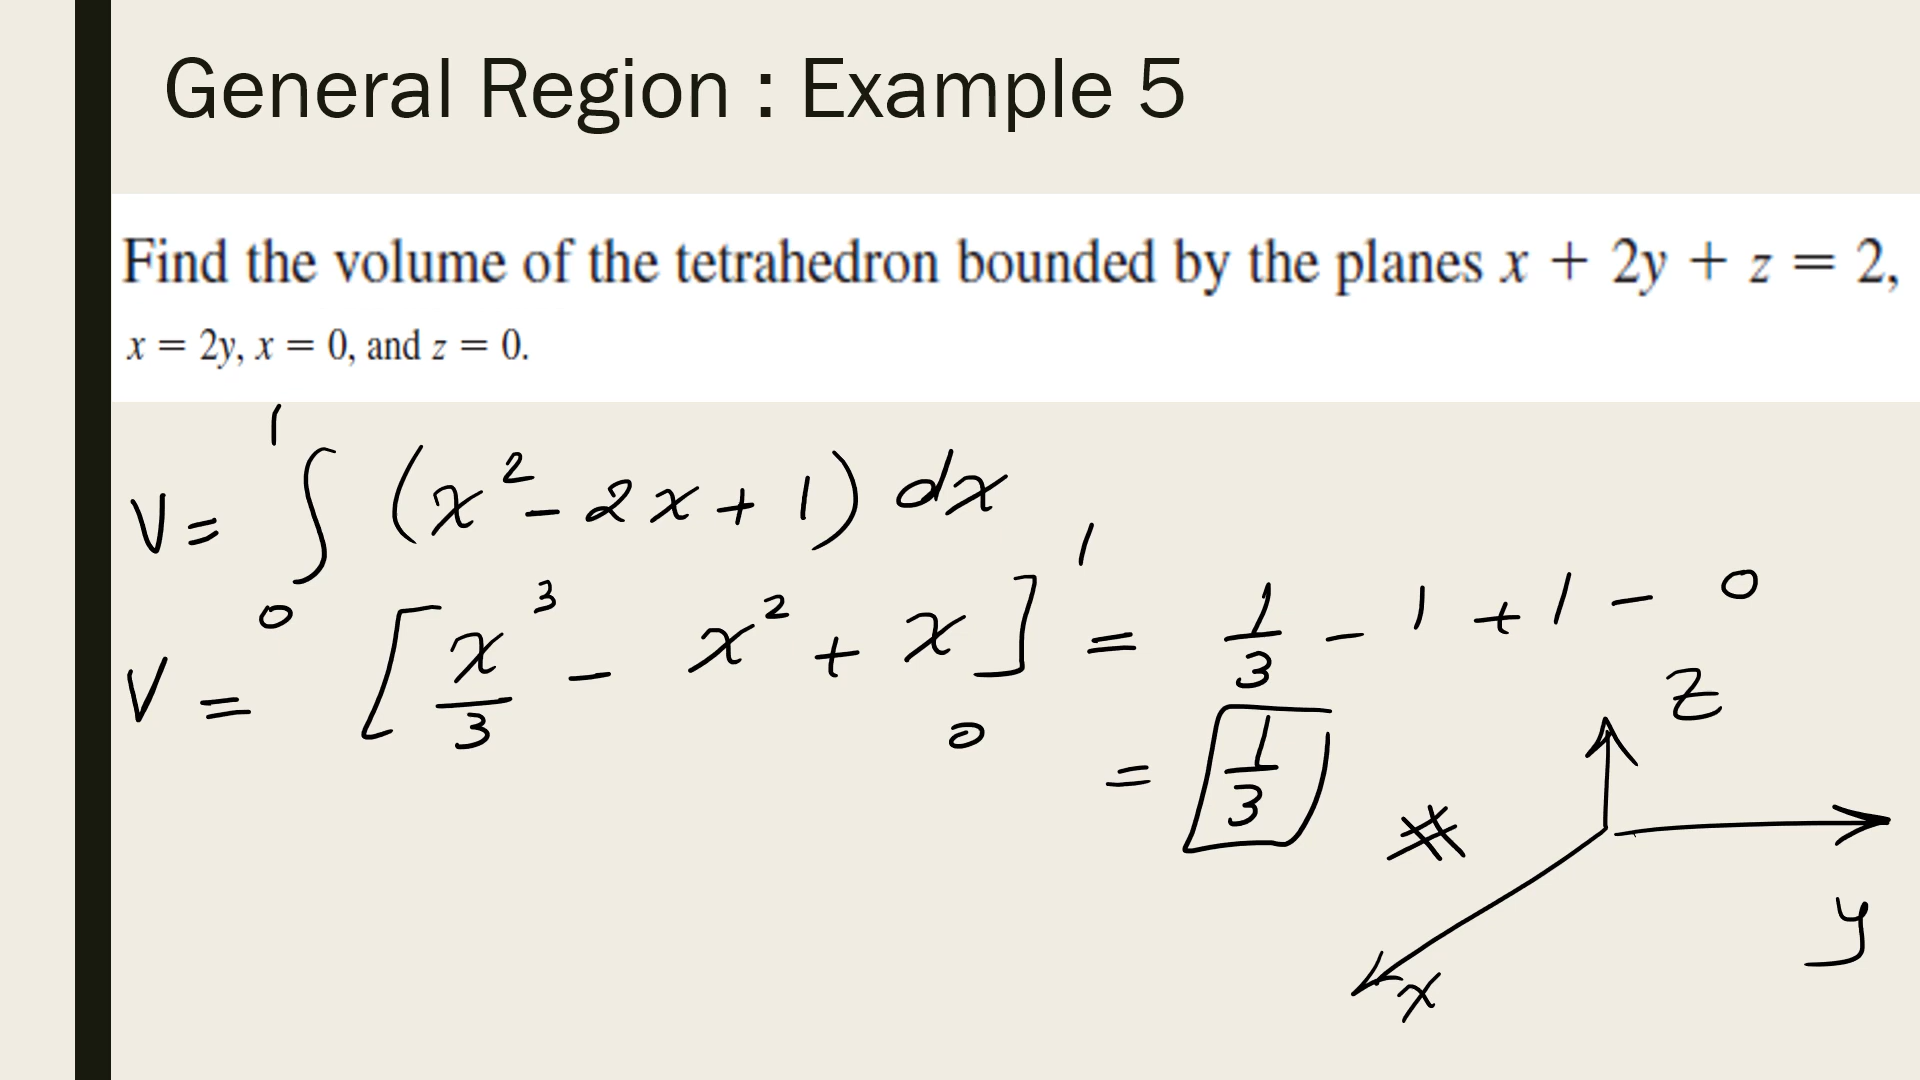 General Region : Example 5
Find the volume of the tetrahedron bounded by the planes x + 2y + z = 2,
x = 2y, x = 0, and z = 0.
V = ∫₀¹ (x² - 2x + 1) dx
V = [x³/3 - x² + x]₀¹ = 1/3 - 1 + 1 - 0
= 1/3
z
y
x